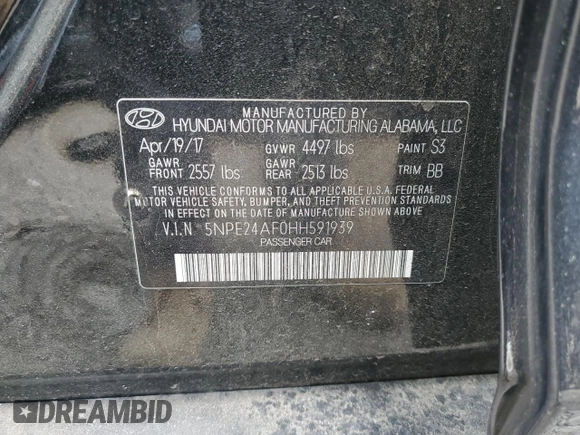 MANUFACTURED BY
HYUNDAI MOTOR MANUFACTURING ALABAMA, LLC
Apr/19/17 GVWR 4497 lbs PAINT S3
GAWR FRONT 2557 lbs GAWR REAR 2513 lbs TRIM BB
THIS VEHICLE CONFORMS TO ALL APPLICABLE U.S.A. FEDERAL
MOTOR VEHICLE SAFETY, BUMPER, AND THEFT PREVENTION
STANDARDS IN EFFECT ON THE DATE OF MANUFACTURE SHOWN ABOVE.
V.I.N 5NPE24AF0HH591939
PASSENGER CAR
DREAMBID